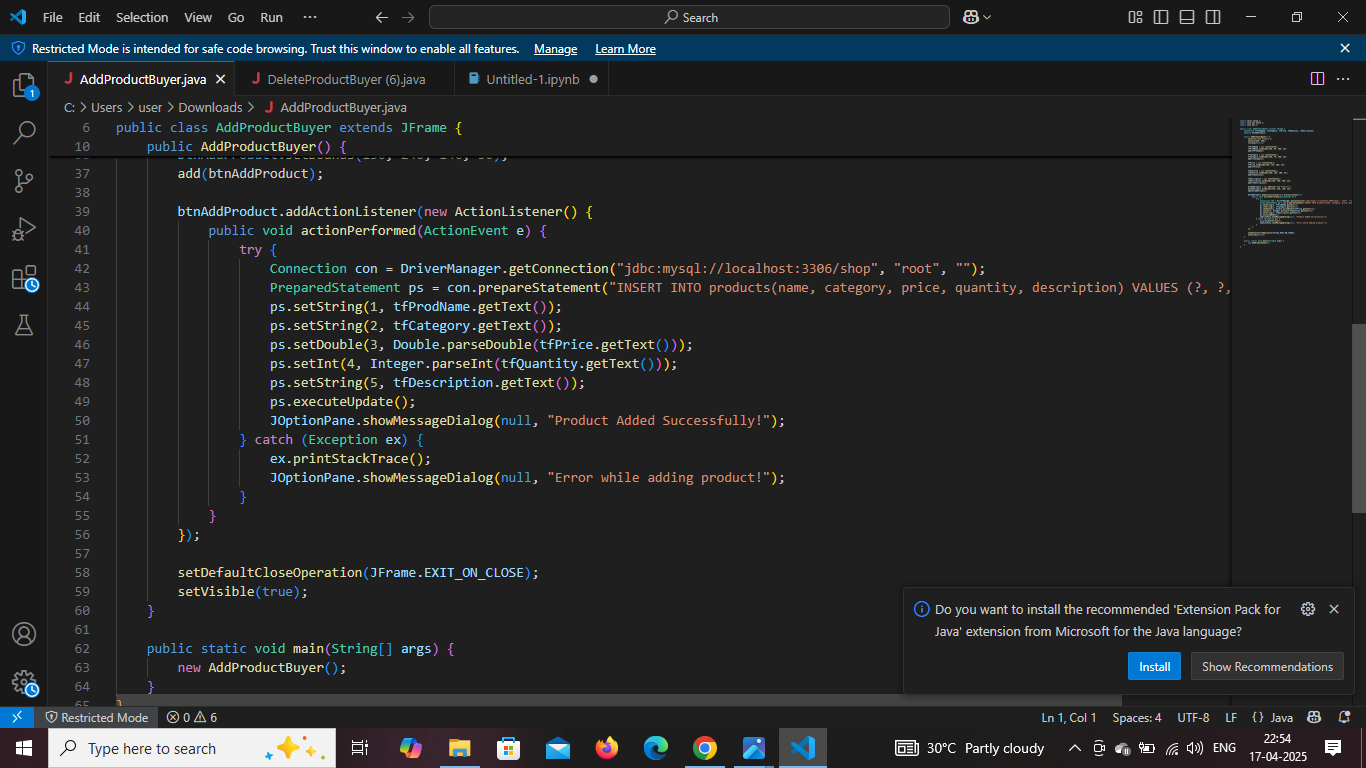 File Edit Selection View Go Run ··· Search
Restricted Mode is intended for safe code browsing. Trust this window to enable all features. Manage Learn More
AddProductBuyer.java DeleteProductBuyer (6).java Untitled-1.ipynb
C: > Users > user > Downloads > AddProductBuyer.java
6 public class AddProductBuyer extends JFrame {
10 public AddProductBuyer() {
37 add(btnAddProduct);
38
39 btnAddProduct.addActionListener(new ActionListener() {
40 public void actionPerformed(ActionEvent e) {
41 try {
42 Connection con = DriverManager.getConnection("jdbc:mysql://localhost:3306/shop", "root", "");
43 PreparedStatement ps = con.prepareStatement("INSERT INTO products(name, category, price, quantity, description) VALUES (?, ?,
44 ps.setString(1, tfProdName.getText());
45 ps.setString(2, tfCategory.getText());
46 ps.setDouble(3, Double.parseDouble(tfPrice.getText()));
47 ps.setInt(4, Integer.parseInt(tfQuantity.getText()));
48 ps.setString(5, tfDescription.getText());
49 ps.executeUpdate();
50 JOptionPane.showMessageDialog(null, "Product Added Successfully!");
51 } catch (Exception ex) {
52 ex.printStackTrace();
53 JOptionPane.showMessageDialog(null, "Error while adding product!");
54 }
55 }
56 });
57
58 setDefaultCloseOperation(JFrame.EXIT_ON_CLOSE);
59 setVisible(true);
60 }
61
62 public static void main(String[] args) {
63 new AddProductBuyer();
64 }
65 }
1
Do you want to install the recommended 'Extension Pack for
Java' extension from Microsoft for the Java language?
Install Show Recommendations
Restricted Mode 0 6 Ln 1, Col 1 Spaces: 4 UTF-8 LF {} Java
Type here to search 30°C Partly cloudy ENG 22:54
17-04-2025